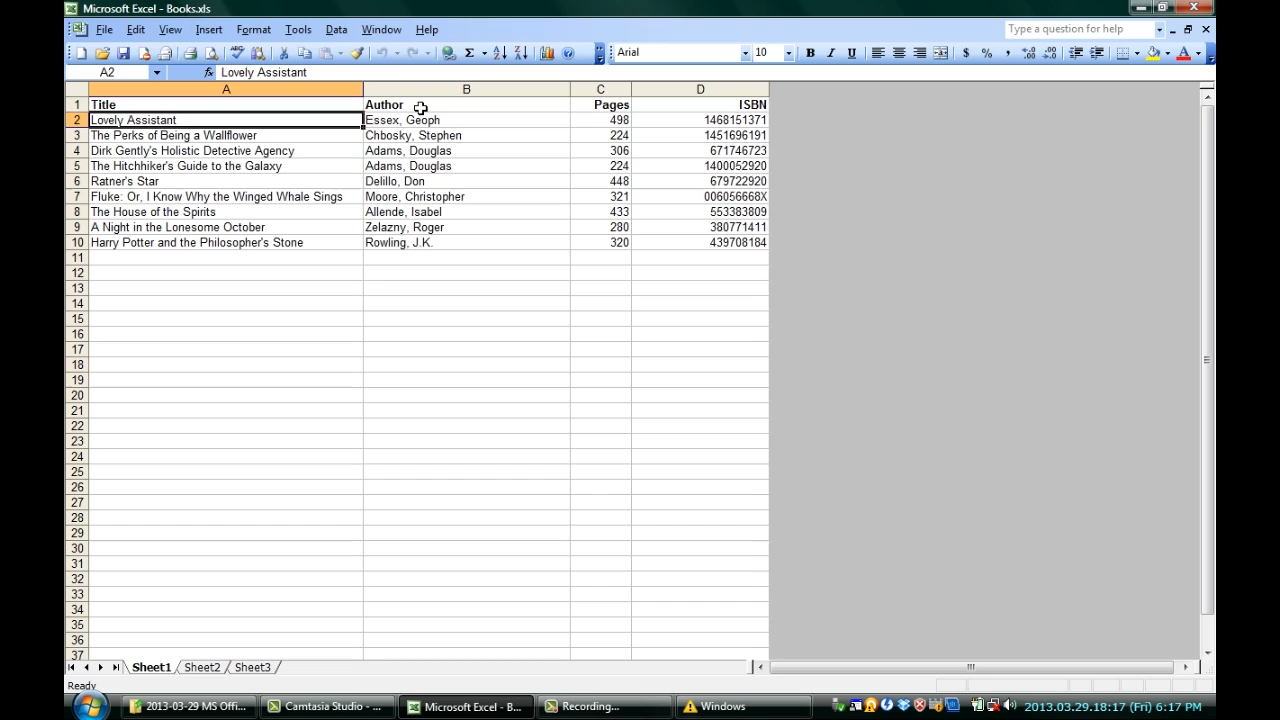 Microsoft Excel - Books.xls
File Edit View Insert Format Tools Data Window Help Type a question for help
Arial 10 B I U $ % ,
A2 fx Lovely Assistant
A B C D
1 Title Author Pages ISBN
2 Lovely Assistant Essex, Geoph 498 1468151371
3 The Perks of Being a Wallflower Chbosky, Stephen 224 1451696191
4 Dirk Gently's Holistic Detective Agency Adams, Douglas 306 671746723
5 The Hitchhiker's Guide to the Galaxy Adams, Douglas 224 1400052920
6 Ratner's Star Delillo, Don 448 679722920
7 Fluke: Or, I Know Why the Winged Whale Sings Moore, Christopher 321 006056668X
8 The House of the Spirits Allende, Isabel 433 553383809
9 A Night in the Lonesome October Zelazny, Roger 280 380771411
10 Harry Potter and the Philosopher's Stone Rowling, J.K. 320 439708184
11
12
13
14
15
16
17
18
19
20
21
22
23
24
25
26
27
28
29
30
31
32
33
34
35
36
37
Sheet1 Sheet2 Sheet3
Ready
2013-03-29 MS Offi... Camtasia Studio - ... Microsoft Excel - B... Recording... Windows 2013.03.29.18:17 (Fri) 6:17 PM